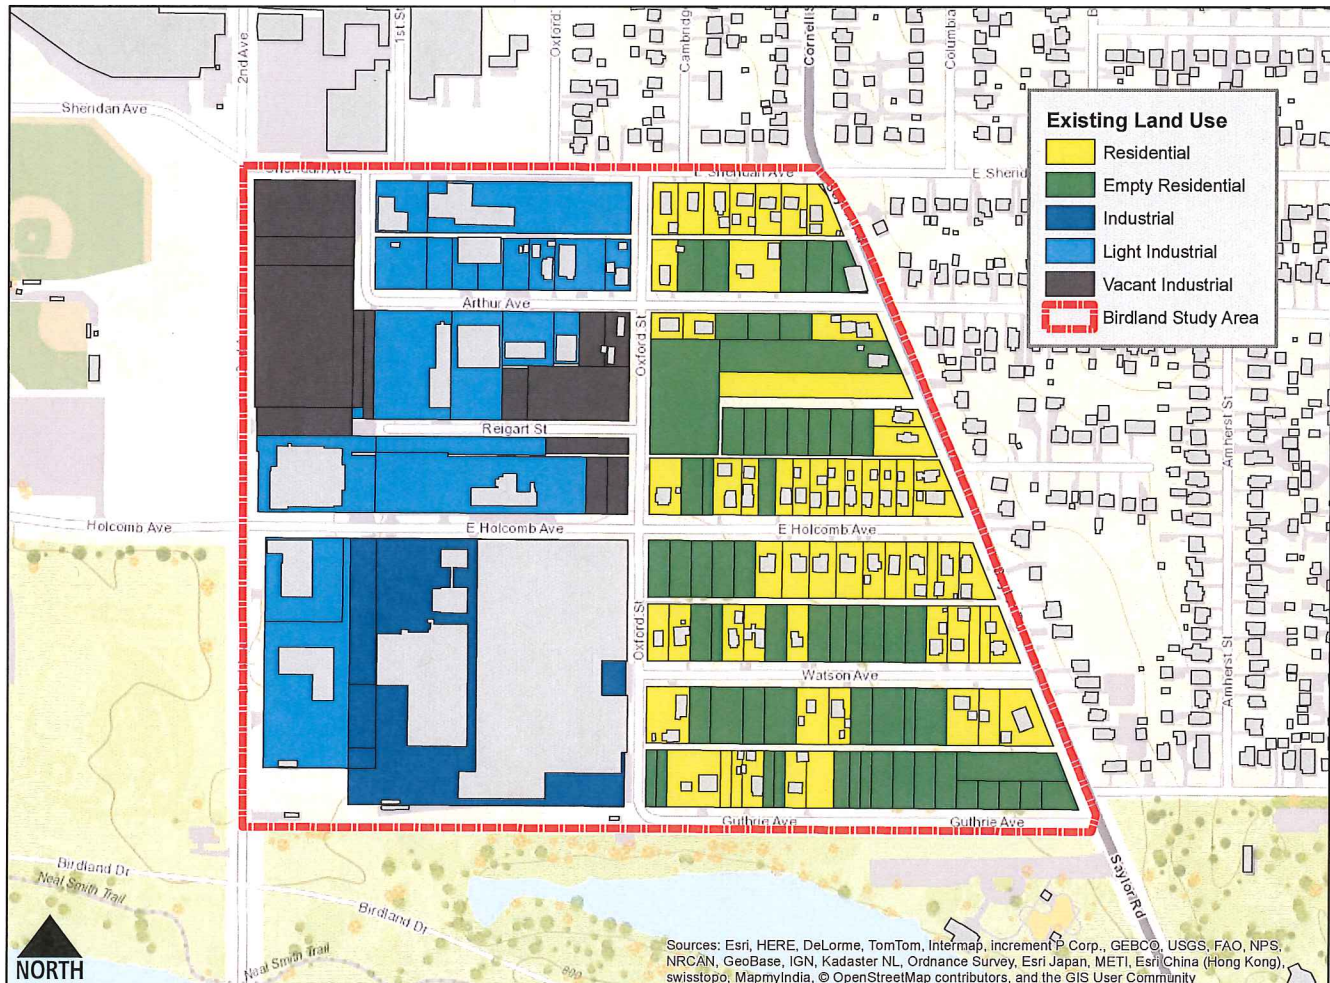 1st St
Oxford
Cambridge
Cornell S
Columbia
B
2nd Ave
Sheridan Ave
Existing Land Use
Residential
Empty Residential
Industrial
Light Industrial
Vacant Industrial
Birdland Study Area
Sheridan Ave
E Sheridan Ave
E Sherid
Arthur Ave
Oxford St
Reigart St
Amherst St
Holcomb Ave
E Holcomb Ave
E Holcomb Ave
Oxford St
Watson Ave
Amherst St
Guthrie Ave
Guthrie Ave
Saylor Rd
Birdland Dr
Neal Smith Trail
Birdland Dr
Neal Smith Trail
800
NORTH
Sources: Esri, HERE, DeLorme, TomTom, Intermap, increment P Corp., GEBCO, USGS, FAO, NPS,
NRCAN, GeoBase, IGN, Kadaster NL, Ordnance Survey, Esri Japan, METI, Esri China (Hong Kong),
swisstopo, MapmyIndia, © OpenStreetMap contributors, and the GIS User Community